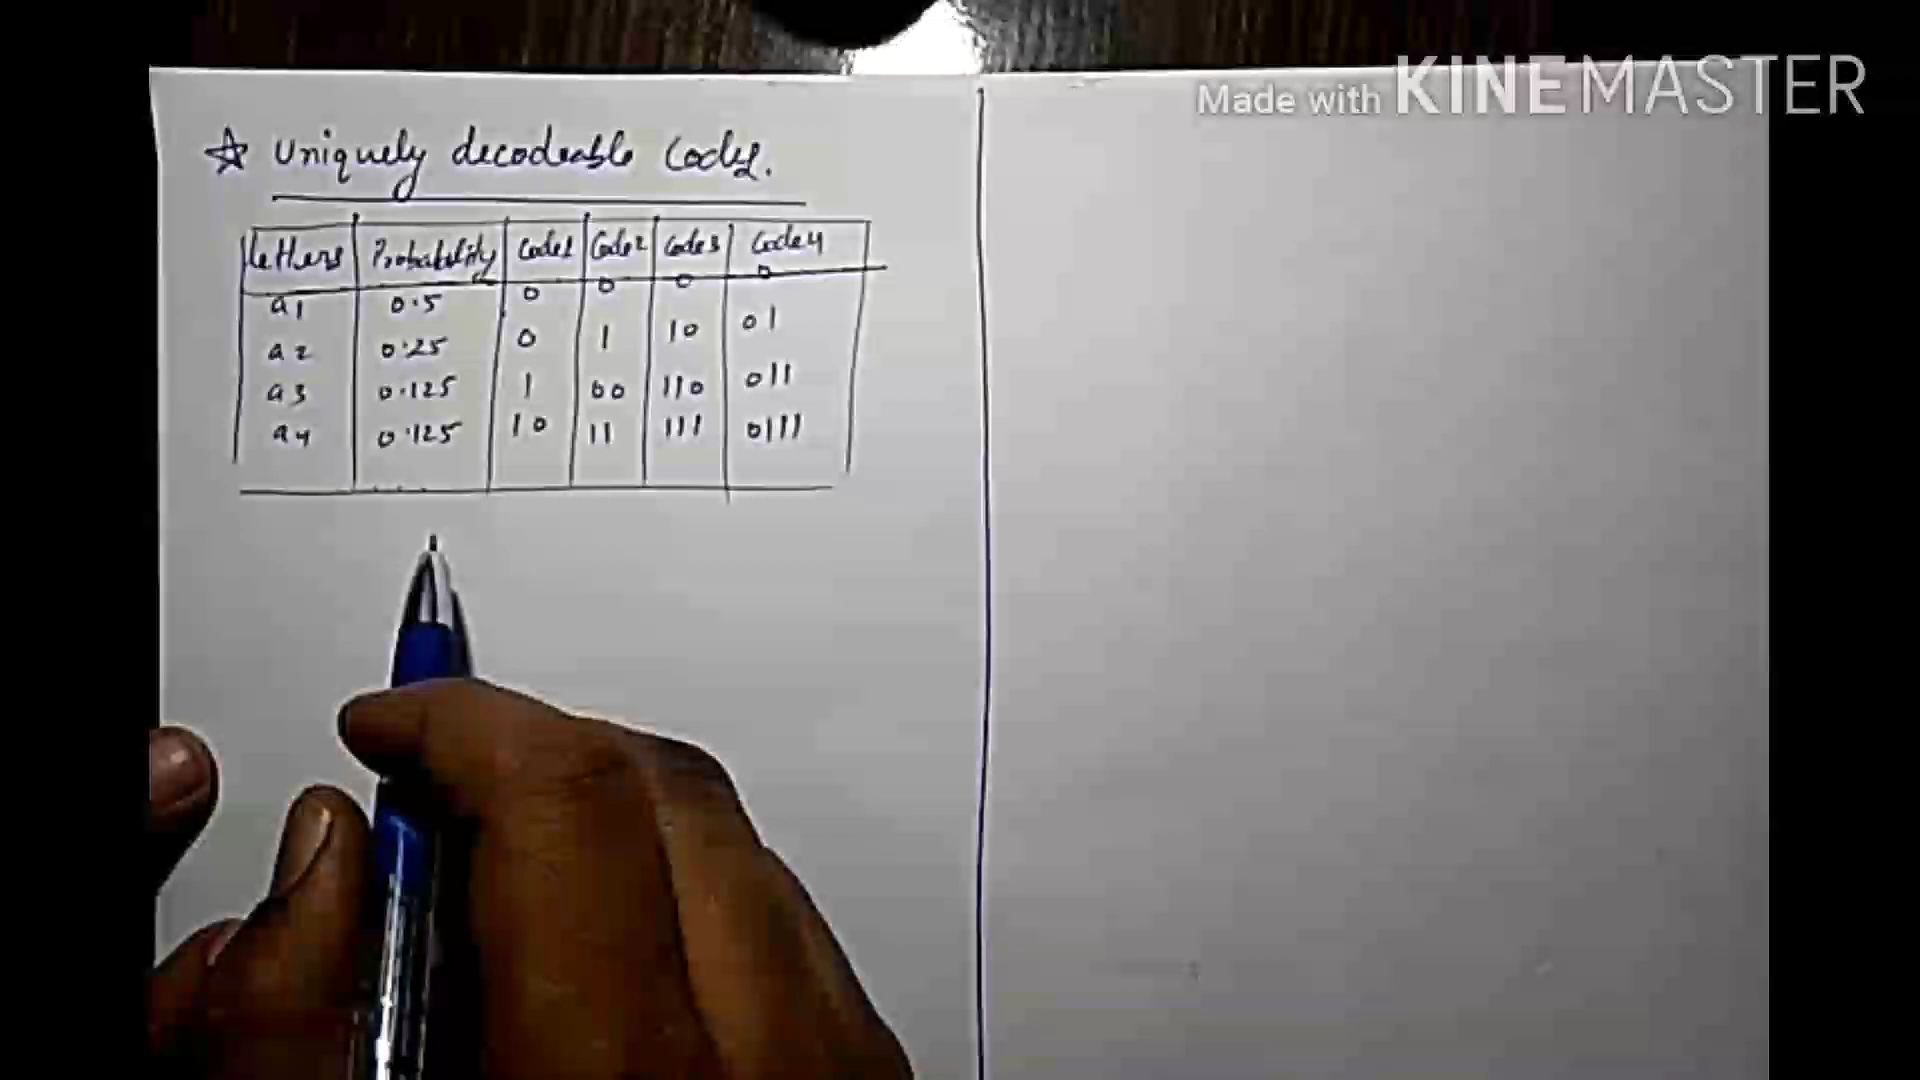 Made with KINEMASTER
☆ Uniquely decodeable Codes.
Letters Probability Code1 Code2 Code3 Code4
a1 0.5 0 0 0 0
a2 0.25 0 1 10 01
a3 0.125 1 00 110 011
a4 0.125 10 11 111 0111